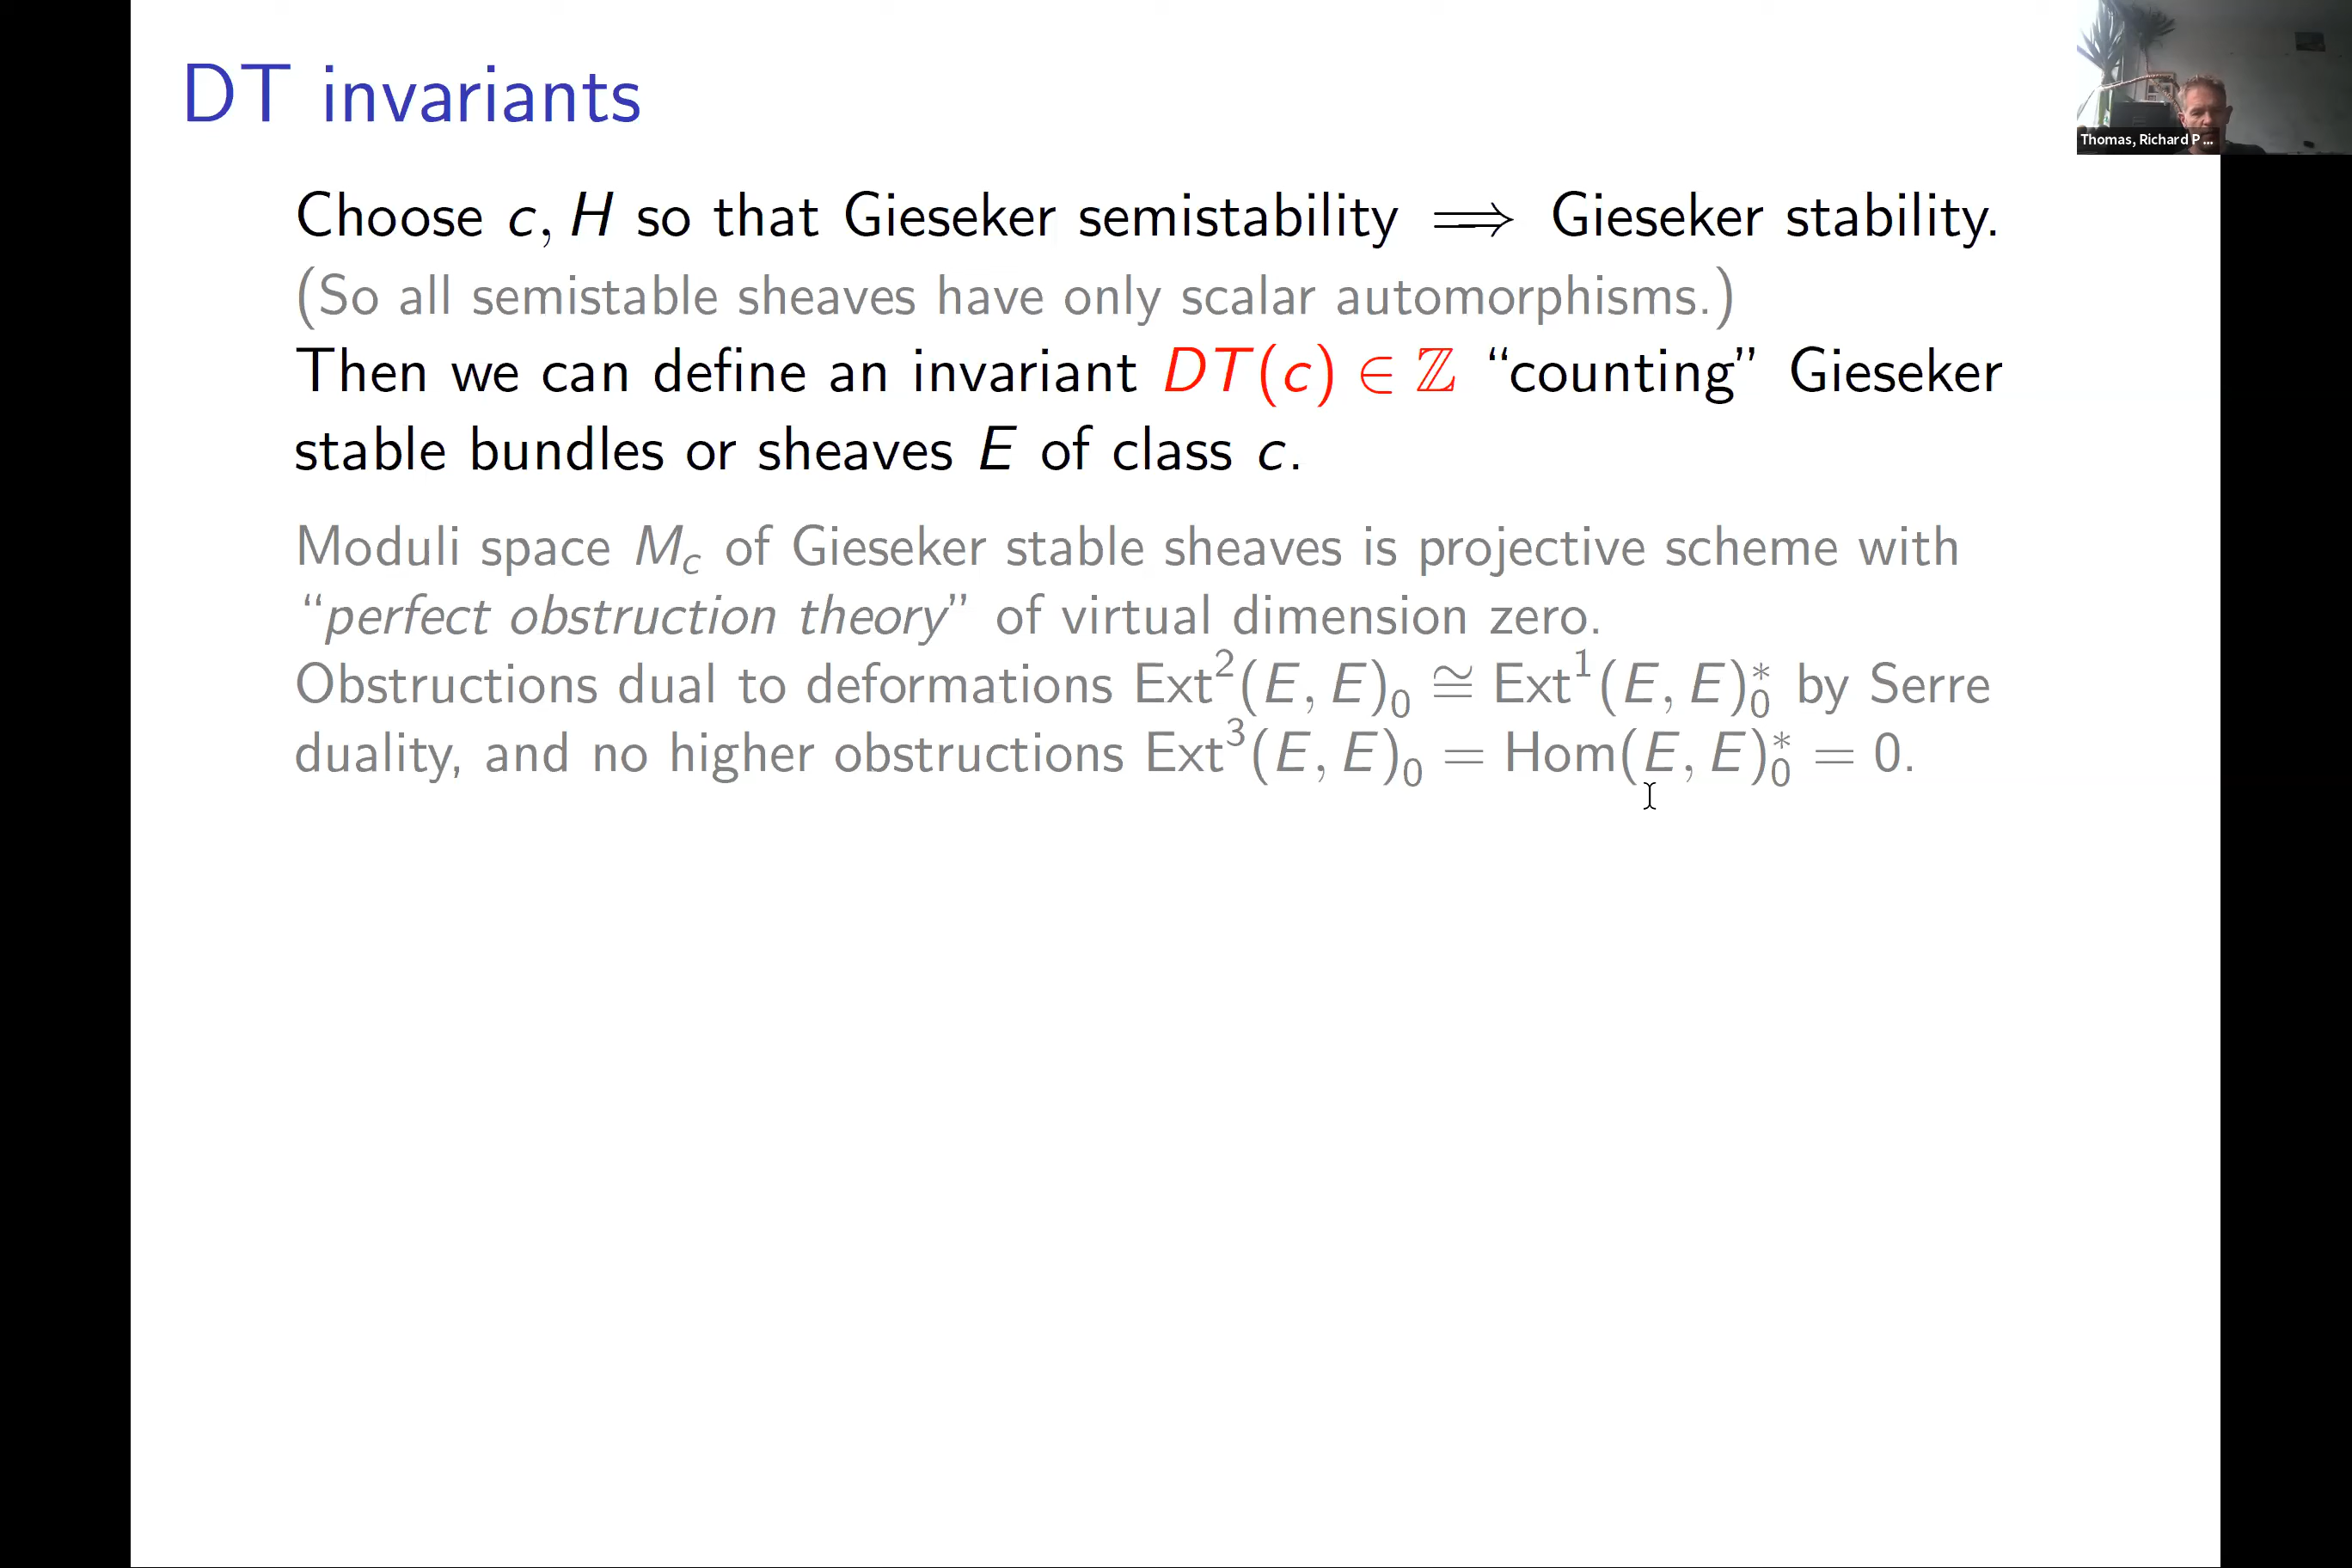 DT invariants
Thomas, Richard P ...
Choose c, H so that Gieseker semistability ⟹ Gieseker stability.
(So all semistable sheaves have only scalar automorphisms.)
Then we can define an invariant DT(c) ∈ ℤ “counting” Gieseker
stable bundles or sheaves E of class c.
Moduli space M_c of Gieseker stable sheaves is projective scheme with
“perfect obstruction theory” of virtual dimension zero.
Obstructions dual to deformations Ext²(E, E)₀ ≅ Ext¹(E, E)₀* by Serre
duality, and no higher obstructions Ext³(E, E)₀ = Hom(E, E)₀* = 0.